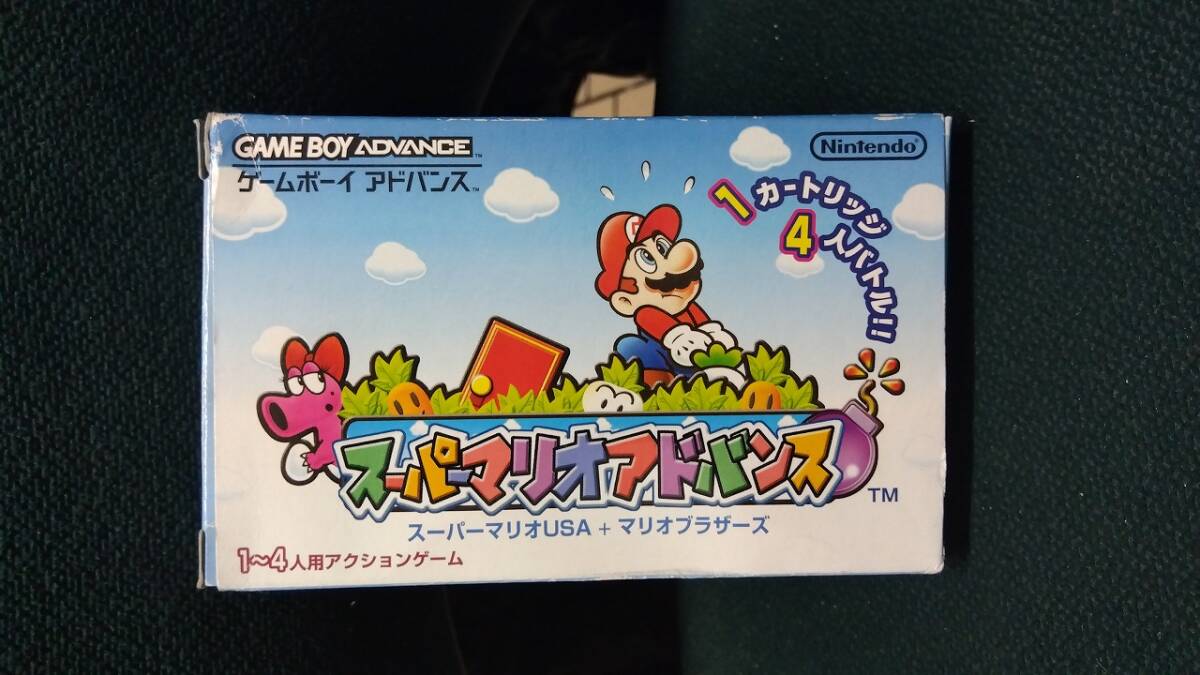 GAME BOY ADVANCE™
ゲームボーイ アドバンス™
Nintendo
1カートリッジ
4人バトル!!
スーパーマリオアドバンス
TM
スーパーマリオUSA + マリオブラザーズ
1～4人用アクションゲーム